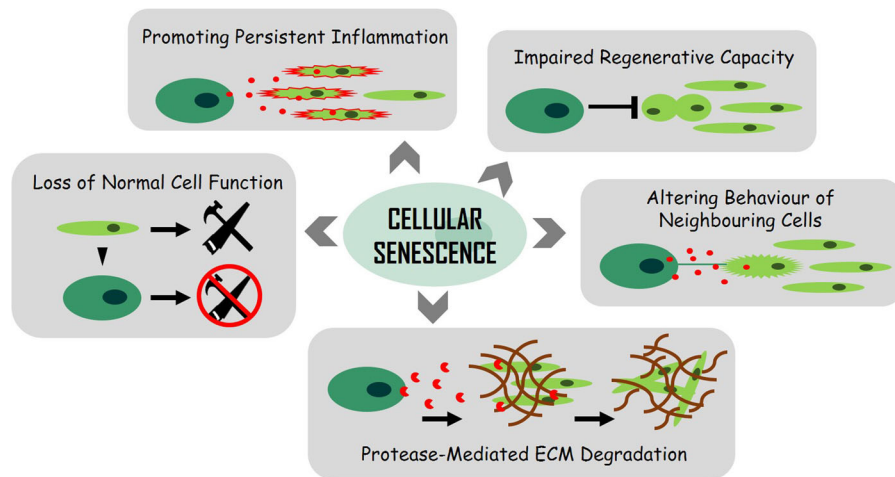 Promoting Persistent Inflammation
Impaired Regenerative Capacity
Loss of Normal Cell Function
CELLULAR
SENESCENCE
Altering Behaviour of
Neighbouring Cells
Protease-Mediated ECM Degradation